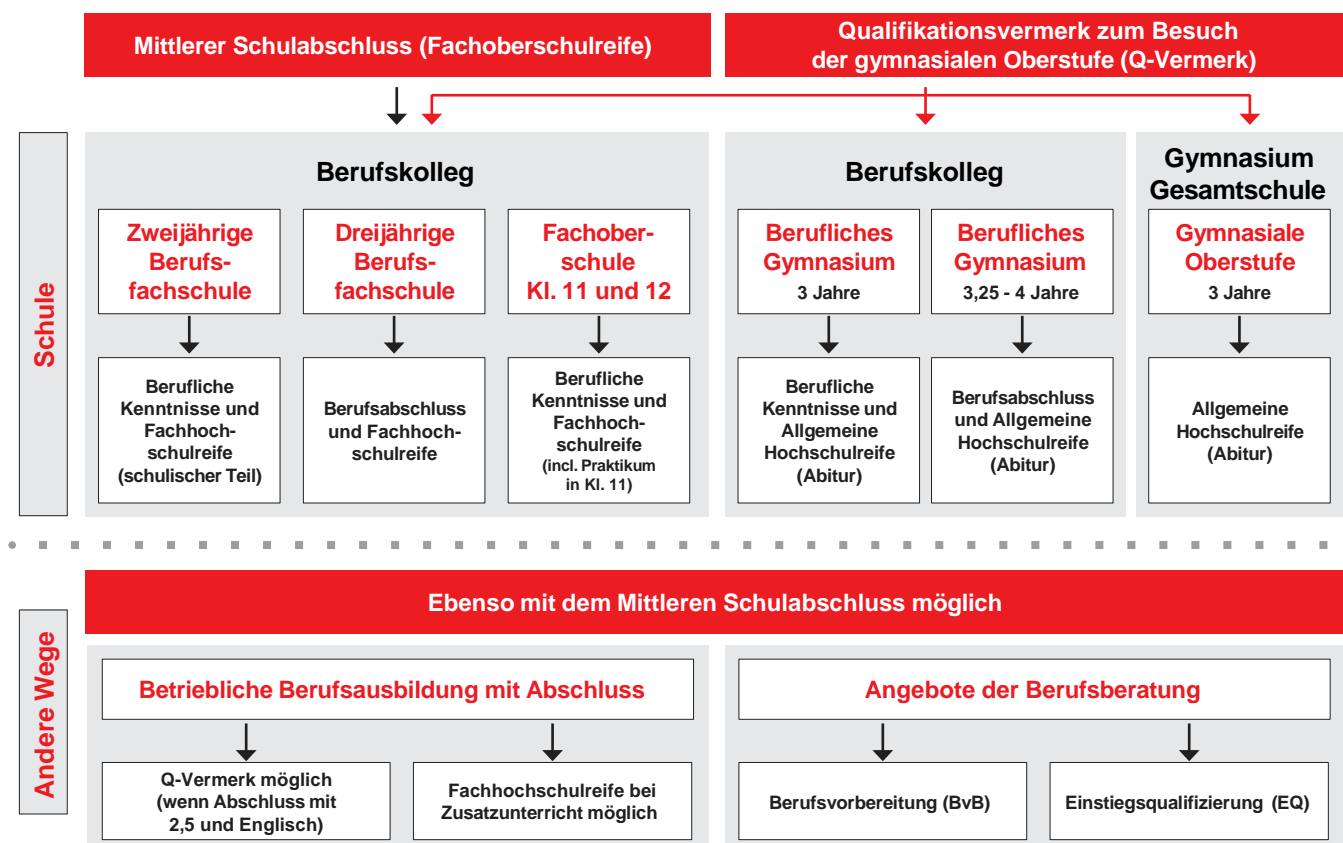 Mittlerer Schulabschluss (Fachoberschulreife)
Qualifikationsvermerk zum Besuch
der gymnasialen Oberstufe (Q-Vermerk)
Schule
Berufskolleg
Zweijährige
Berufs-
fachschule
Dreijährige
Berufs-
fachschule
Fachober-
schule
Kl. 11 und 12
Berufliche
Kenntnisse und
Fachhoch-
schulreife
(schulischer Teil)
Berufsabschluss
und Fachhoch-
schulreife
Berufliche
Kenntnisse und
Fachhoch-
schulreife
(incl. Praktikum
in Kl. 11)
Berufskolleg
Berufliches
Gymnasium
3 Jahre
Berufliches
Gymnasium
3,25 - 4 Jahre
Berufliche
Kenntnisse und
Allgemeine
Hochschulreife
(Abitur)
Berufsabschluss
und Allgemeine
Hochschulreife
(Abitur)
Gymnasium
Gesamtschule
Gymnasiale
Oberstufe
3 Jahre
Allgemeine
Hochschulreife
(Abitur)
Andere Wege
Ebenso mit dem Mittleren Schulabschluss möglich
Betriebliche Berufsausbildung mit Abschluss
Q-Vermerk möglich
(wenn Abschluss mit
2,5 und Englisch)
Fachhochschulreife bei
Zusatzunterricht möglich
Angebote der Berufsberatung
Berufsvorbereitung (BvB)
Einstiegsqualifizierung (EQ)